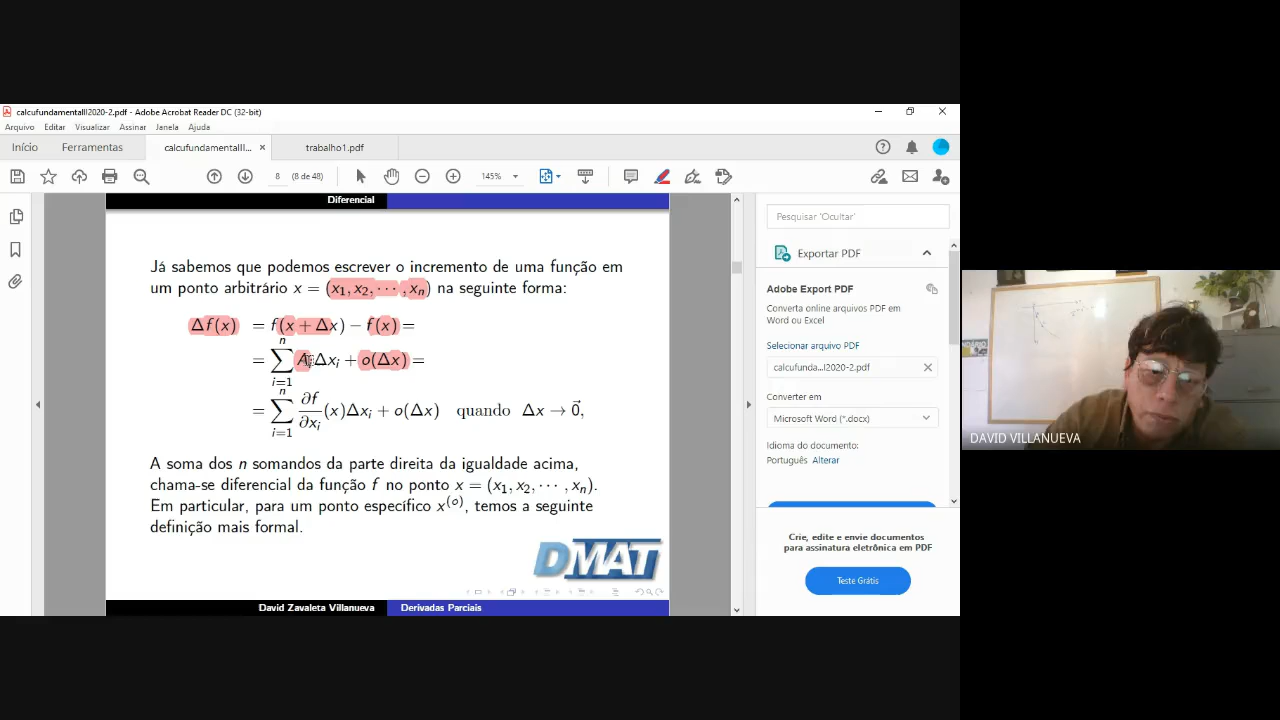 calcufundamentalII2020-2.pdf - Adobe Acrobat Reader DC (32-bit)
Arquivo Editar Visualizar Assinar Janela Ajuda
Início Ferramentas calcufundamentalII... × trabalho1.pdf
8 (8 de 48) 145%
Diferencial
Já sabemos que podemos escrever o incremento de uma função em
um ponto arbitrário x = (x₁, x₂, ⋯ , xₙ) na seguinte forma:
Δf(x) = f(x + Δx) − f(x) =
= ∑ᵢ₌₁ⁿ AᵢΔxᵢ + o(Δx) =
= ∑ᵢ₌₁ⁿ ∂f/∂xᵢ (x)Δxᵢ + o(Δx) quando Δx → 0⃗,
A soma dos n somandos da parte direita da igualdade acima,
chama-se diferencial da função f no ponto x = (x₁, x₂, ⋯ , xₙ).
Em particular, para um ponto específico x⁽ᵒ⁾, temos a seguinte
definição mais formal.
DMAT
David Zavaleta Villanueva Derivadas Parciais
Pesquisar 'Ocultar'
Exportar PDF
Adobe Export PDF
Converta online arquivos PDF em
Word ou Excel
Selecionar arquivo PDF
calcufunda...II2020-2.pdf ×
Converter em
Microsoft Word (*.docx)
Idioma do documento:
Português Alterar
Crie, edite e envie documentos
para assinatura eletrônica em PDF
Teste Grátis
DAVID VILLANUEVA